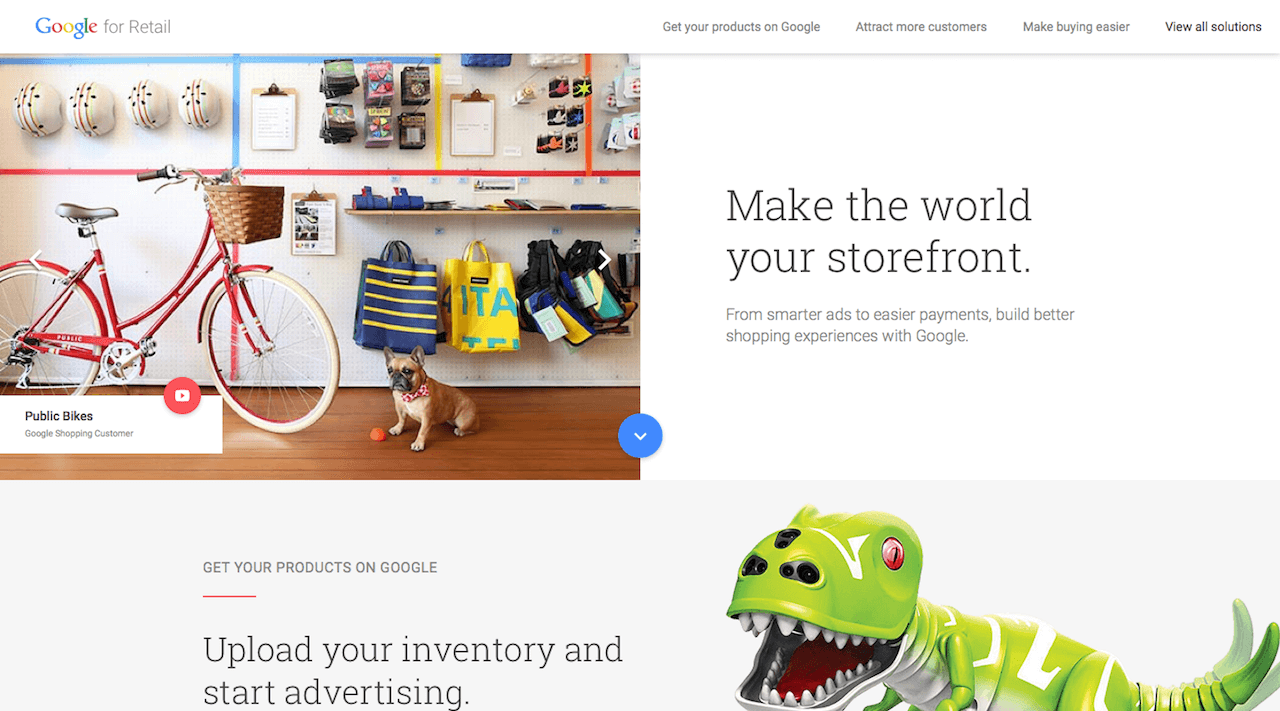 Google for Retail
Get your products on Google
Attract more customers
Make buying easier
View all solutions
Make the world
your storefront.
From smarter ads to easier payments, build better
shopping experiences with Google.
ITA
PUBLIC
Public Bikes
Google Shopping Customer
GET YOUR PRODUCTS ON GOOGLE
Upload your inventory and
start advertising.